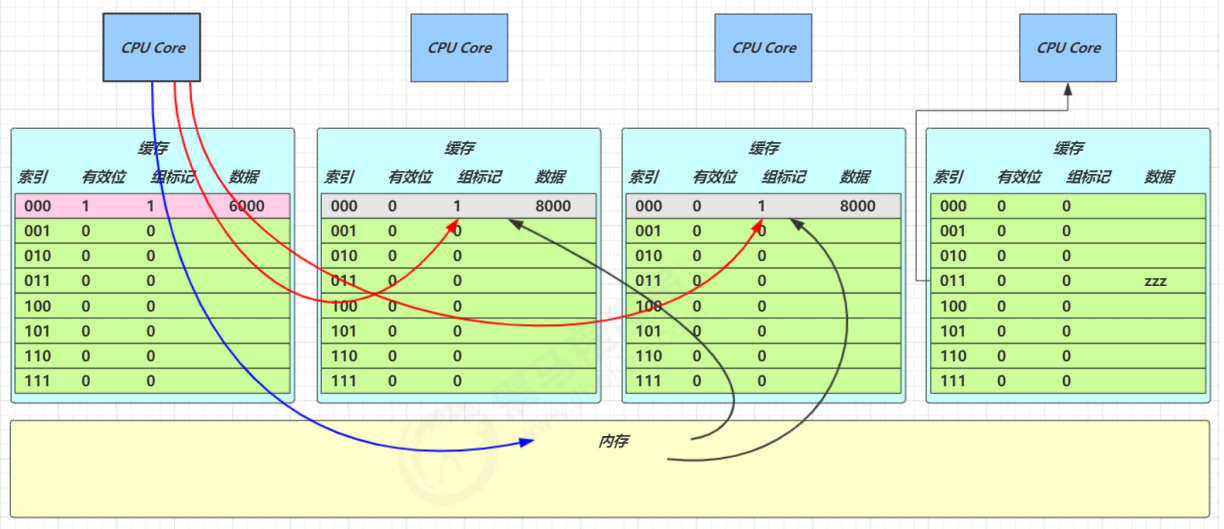 CPU Core CPU Core CPU Core CPU Core
缓存 缓存 缓存 缓存
索引 有效位 组标记 数据 索引 有效位 组标记 数据 索引 有效位 组标记 数据 索引 有效位 组标记 数据
000 1 1 6000 000 0 1 8000 000 0 1 8000 000 0 0
001 0 0 001 0 0 001 0 0 001 0 0
010 0 0 010 0 0 010 0 0 010 0 0
011 0 0 011 0 0 011 0 0 011 0 0 zzz
100 0 0 100 0 0 100 0 0 100 0 0
101 0 0 101 0 0 101 0 0 101 0 0
110 0 0 110 0 0 110 0 0 110 0 0
111 0 0 111 0 0 111 0 0 111 0 0
内存